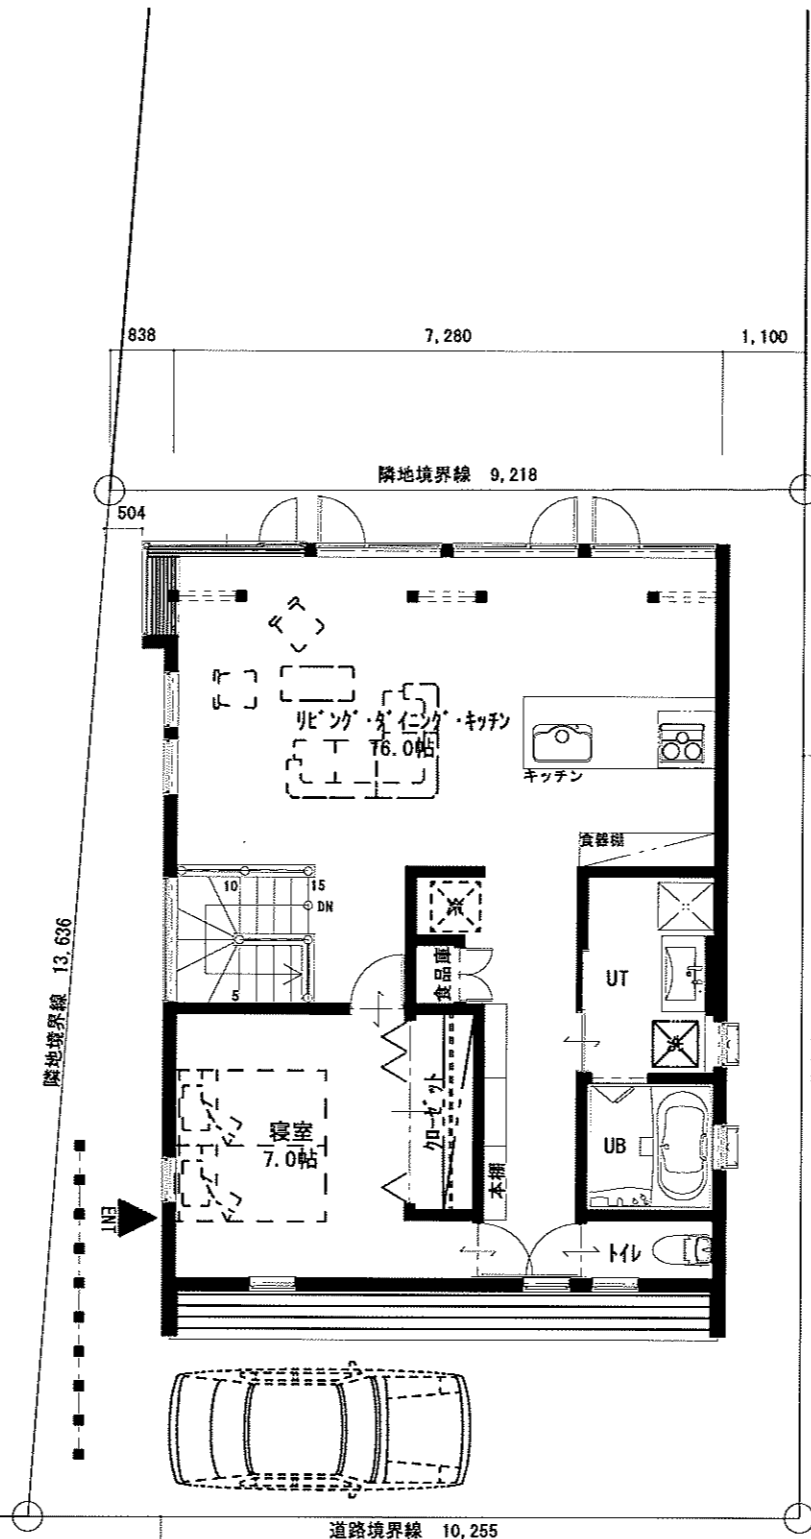 838
7,280
1,100
隣地境界線 9,218
504
リビング・ダイニング・キッチン
16.0帖
キッチン
食器棚
10
15
DN
5
冷
食品庫
UT
洗
隣地境界線 13,636
クローゼット
寝室
7.0帖
本棚
UB
ENT
トイレ
道路境界線 10,255